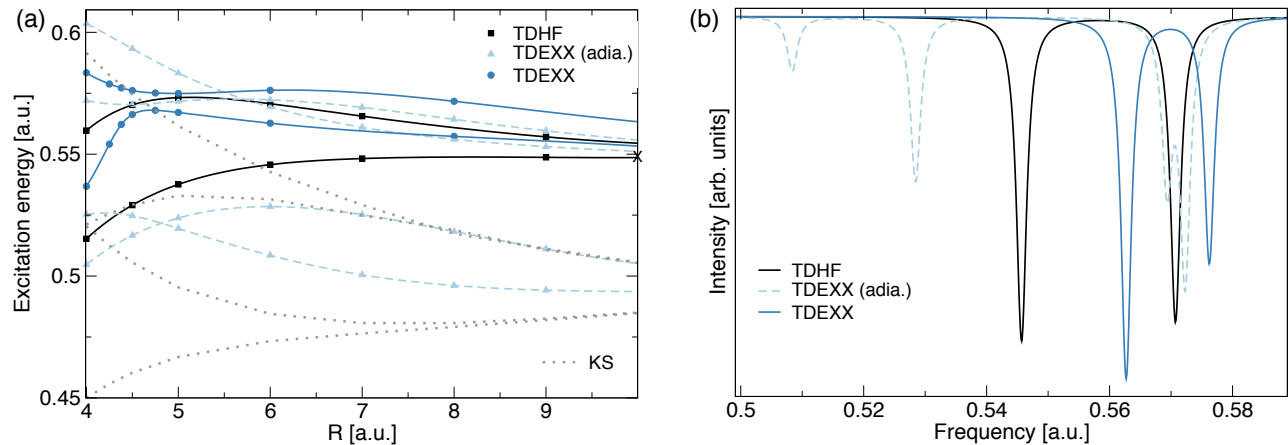 (a)
TDHF
TDEXX (adia.)
TDEXX
KS
Excitation energy [a.u.]
0.6
0.55
0.5
0.45
X
4 5 6 7 8 9
R [a.u.]
(b)
TDHF
TDEXX (adia.)
TDEXX
Intensity [arb. units]
0.5 0.52 0.54 0.56 0.58
Frequency [a.u.]